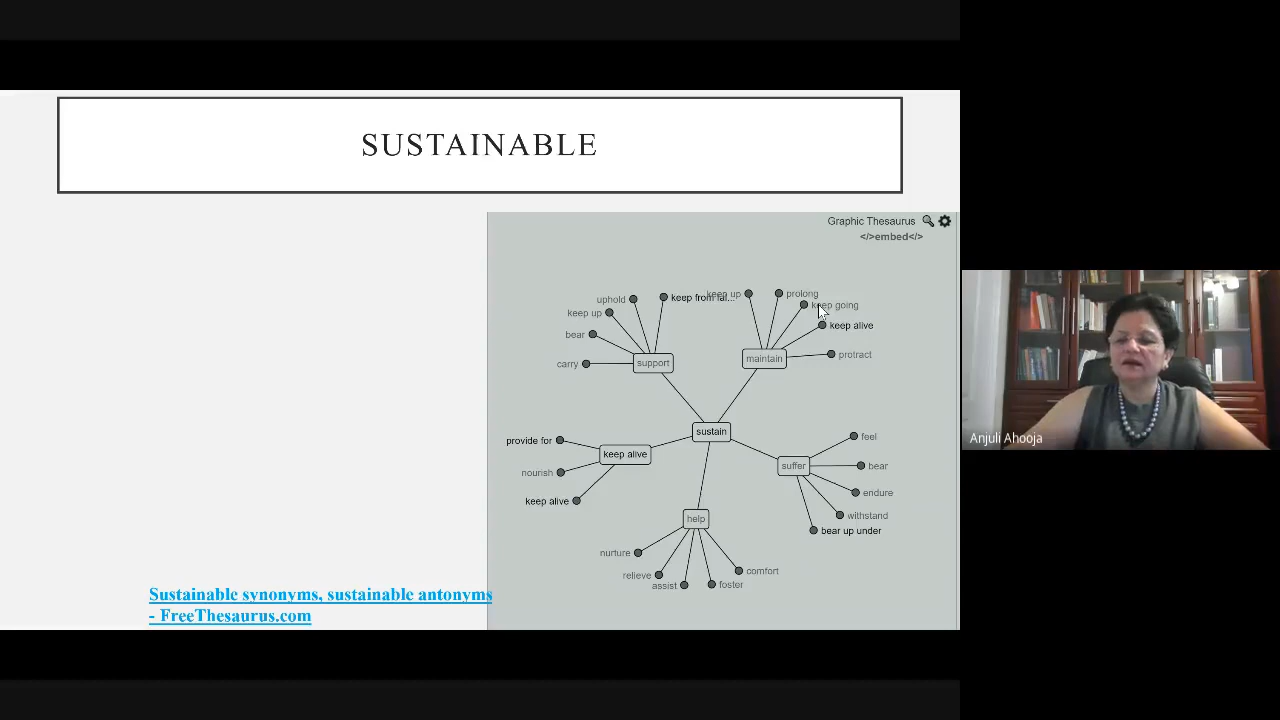 SUSTAINABLE
Graphic Thesaurus
</>embed</>
keep up
prolong
uphold
keep from fal...
keep going
keep up
keep alive
bear
protract
carry
support
maintain
sustain
provide for
keep alive
feel
suffer
bear
nourish
endure
keep alive
withstand
help
bear up under
nurture
relieve
comfort
assist
foster
Anjuli Ahooja
Sustainable synonyms, sustainable antonyms
- FreeThesaurus.com